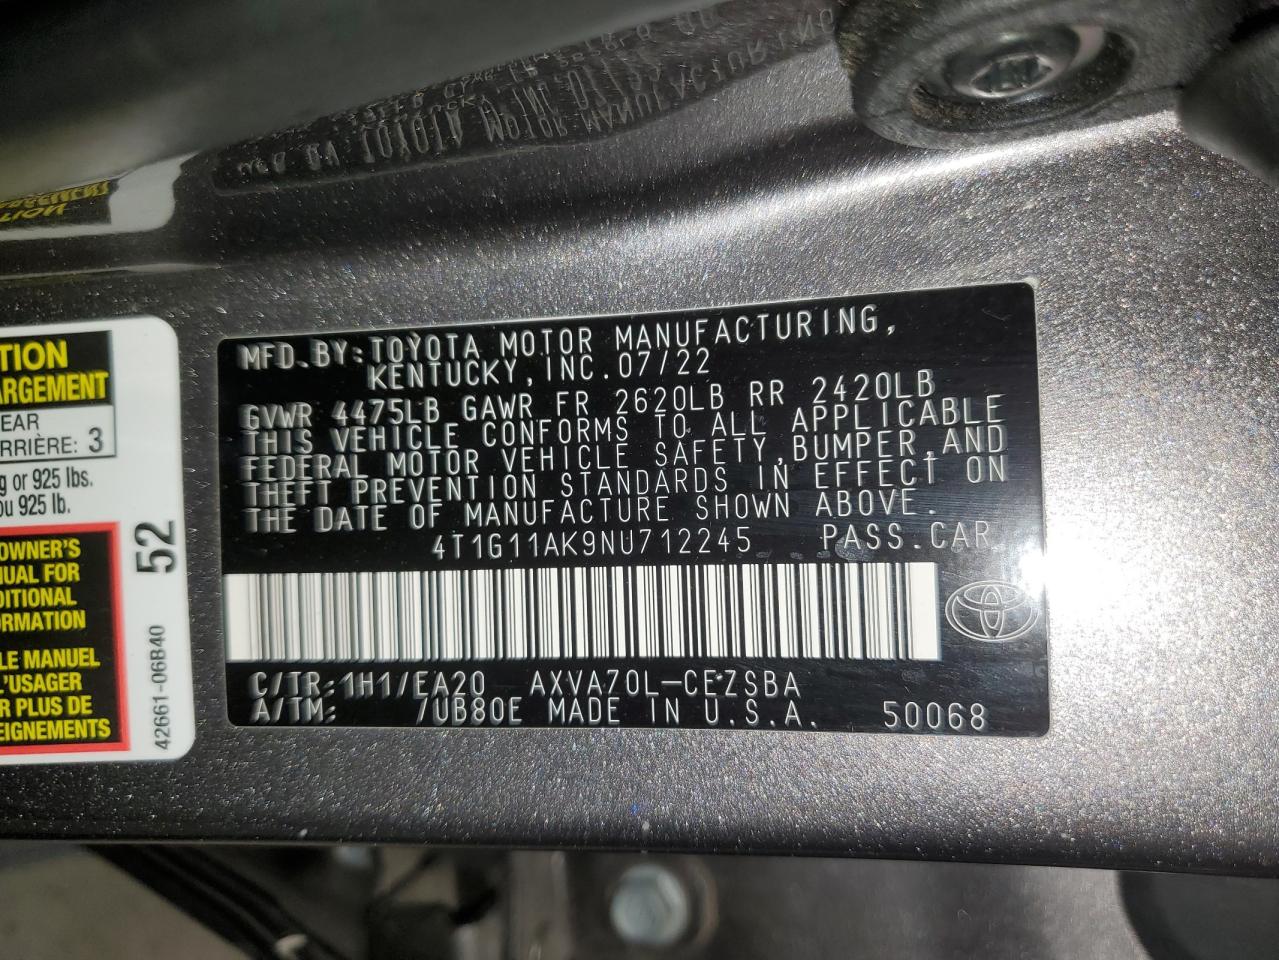 TION
ARGEMENT
EAR
RRIÈRE: 3
g or 925 lbs.
ou 925 lb.
OWNER'S
NUAL FOR
DITIONAL
RMATION
LE MANUEL
L'USAGER
R PLUS DE
EIGNEMENTS
52
42661-06B40
MFD.BY:TOYOTA MOTOR MANUFACTURING,
KENTUCKY,INC.07/22
GVWR 4475LB GAWR FR 2620LB RR 2420LB
THIS VEHICLE CONFORMS TO ALL APPLICABLE
FEDERAL MOTOR VEHICLE SAFETY,BUMPER,AND
THEFT PREVENTION STANDARDS IN EFFECT ON
THE DATE OF MANUFACTURE SHOWN ABOVE.
4T1G11AK9NU712245 PASS.CAR
C/TR:1H1/EA20 AXVA70L-CEZSBA
A/TM: /UB80E MADE IN U.S.A. 50068